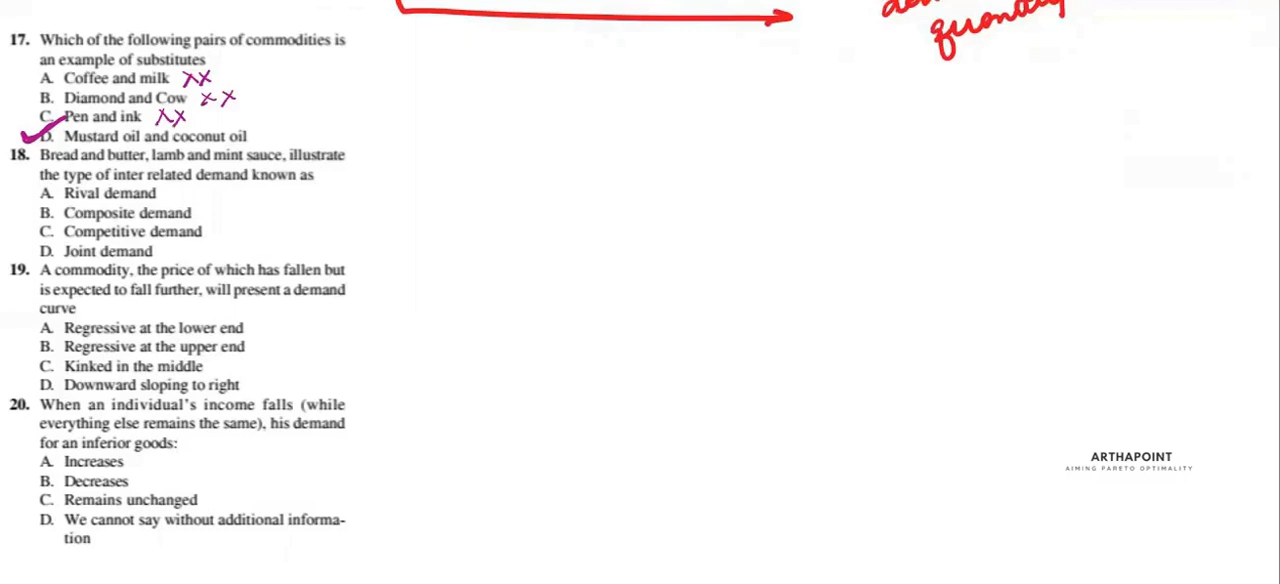 quantity
17. Which of the following pairs of commodities is
an example of substitutes
A. Coffee and milk
B. Diamond and Cow
C. Pen and ink
D. Mustard oil and coconut oil
18. Bread and butter, lamb and mint sauce, illustrate
the type of inter related demand known as
A. Rival demand
B. Composite demand
C. Competitive demand
D. Joint demand
19. A commodity, the price of which has fallen but
is expected to fall further, will present a demand
curve
A. Regressive at the lower end
B. Regressive at the upper end
C. Kinked in the middle
D. Downward sloping to right
20. When an individual's income falls (while
everything else remains the same), his demand
for an inferior goods:
A. Increases
B. Decreases
C. Remains unchanged
D. We cannot say without additional informa-
tion
ARTHAPOINT
AIMING PARETO OPTIMALITY